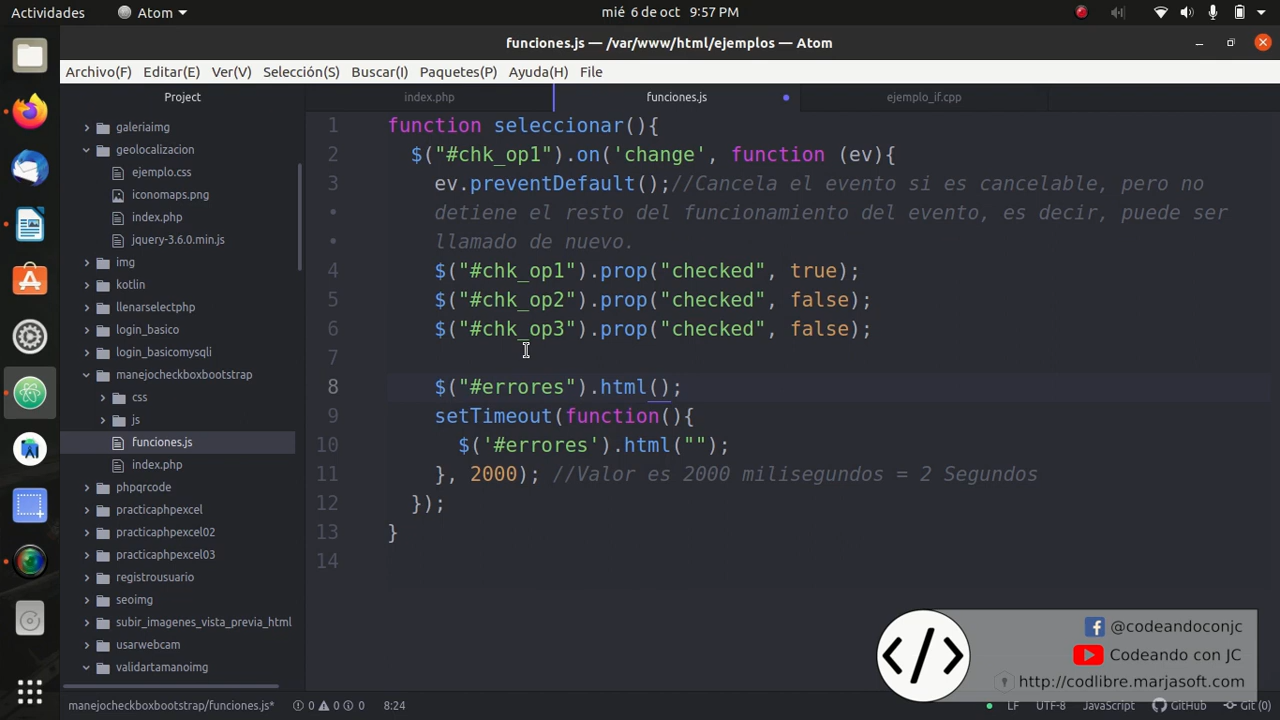 Actividades
Atom
mié 6 de oct 9:57 PM
funciones.js — /var/www/html/ejemplos — Atom
Archivo(F) Editar(E) Ver(V) Selección(S) Buscar(I) Paquetes(P) Ayuda(H) File
Project
index.php
funciones.js
ejemplo_if.cpp
galeriaimg
geolocalizacion
ejemplo.css
iconomaps.png
index.php
jquery-3.6.0.min.js
img
kotlin
llenarselectphp
login_basico
login_basicomysqli
manejocheckboxbootstrap
css
js
funciones.js
index.php
phpqrcode
practicaphpexcel
practicaphpexcel02
practicaphpexcel03
registrousuario
seoimg
subir_imagenes_vista_previa_html
usarwebcam
validartamanoimg
1 function seleccionar(){
2 $("#chk_op1").on('change', function (ev){
3 ev.preventDefault();//Cancela el evento si es cancelable, pero no
• detiene el resto del funcionamiento del evento, es decir, puede ser
• llamado de nuevo.
4 $("#chk_op1").prop("checked", true);
5 $("#chk_op2").prop("checked", false);
6 $("#chk_op3").prop("checked", false);
7
8 $("#errores").html();
9 setTimeout(function(){
10 $('#errores').html("");
11 }, 2000); //Valor es 2000 milisegundos = 2 Segundos
12 });
13 }
14
</> @codeandoconjc
Codeando con JC
http://codlibre.marjasoft.com
manejocheckboxbootstrap/funciones.js* 0 0 0 8:24
LF UTF-8 JavaScript GitHub Git (0)